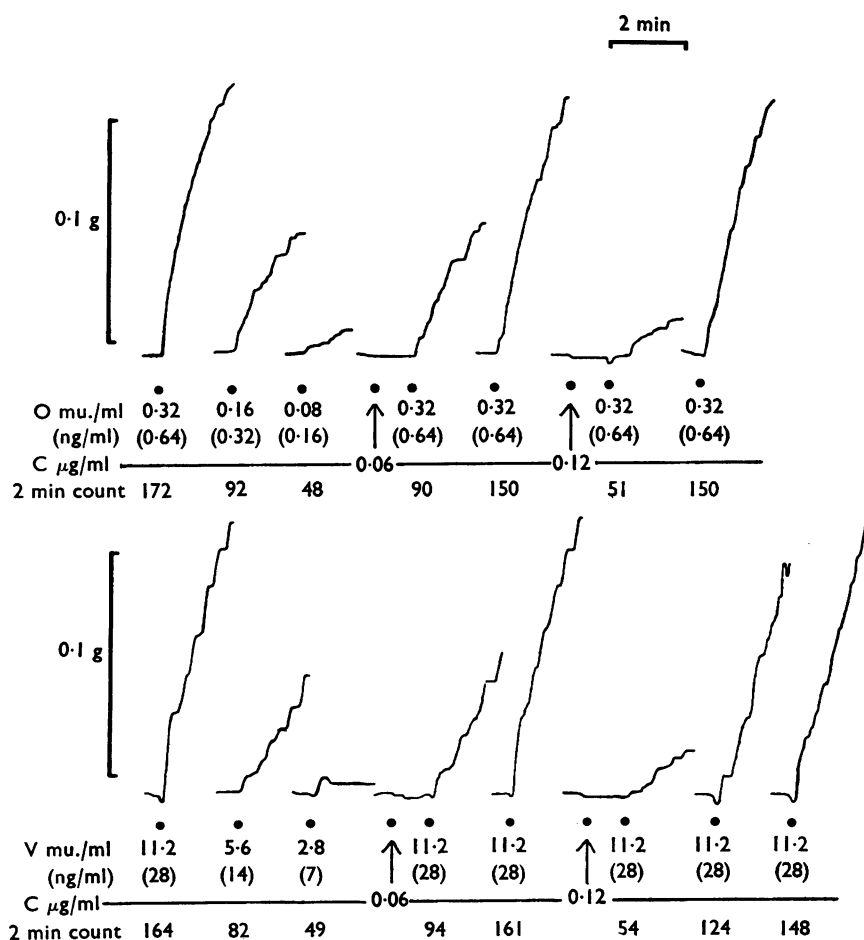 2 min
0·1 g
O mu./ml 0·32 0·16 0·08 0·32 0·32 0·32 0·32
(ng/ml) (0·64) (0·32) (0·16) (0·64) (0·64) (0·64) (0·64)
C μg/ml 0·06 0·12
2 min count 172 92 48 90 150 51 150
0·1 g
V mu./ml 11·2 5·6 2·8 11·2 11·2 11·2 11·2 11·2
(ng/ml) (28) (14) (7) (28) (28) (28) (28) (28)
C μg/ml 0·06 0·12
2 min count 164 82 49 94 161 54 124 148